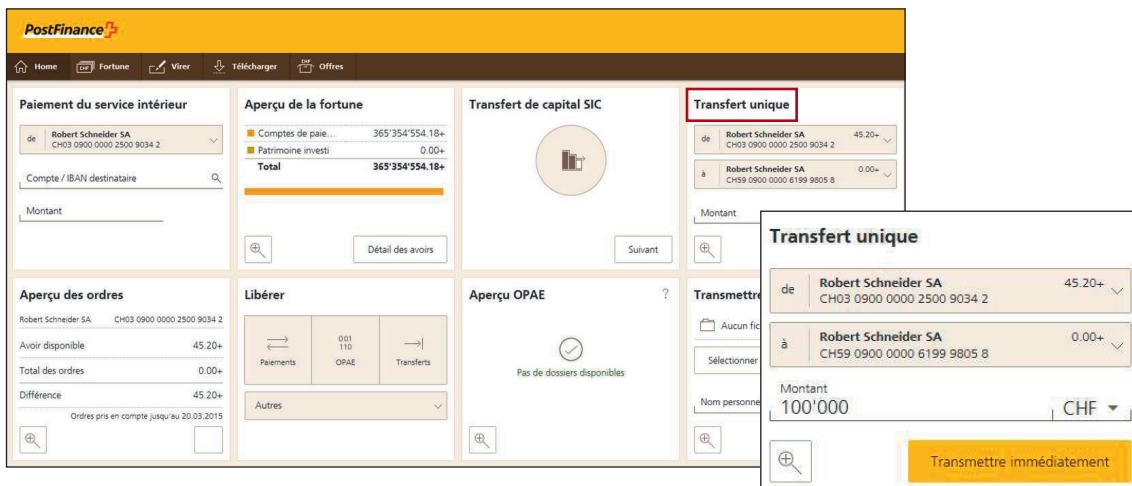 PostFinance
Home Fortune Virer Télécharger Offres
Paiement du service intérieur
de Robert Schneider SA
CH03 0900 0000 2500 9034 2
Compte / IBAN destinataire
Montant
Aperçu de la fortune
Comptes de paie... 365'354'554.18+
Patrimoine investi 0.00+
Total 365'354'554.18+
Détail des avoirs
Transfert de capital SIC
Suivant
Transfert unique
de Robert Schneider SA 45.20+
CH03 0900 0000 2500 9034 2
à Robert Schneider SA 0.00+
CH59 0900 0000 6199 9805 8
Montant
Aperçu des ordres
Robert Schneider SA CH03 0900 0000 2500 9034 2
Avoir disponible 45.20+
Total des ordres 0.00+
Différence 45.20+
Ordres pris en compte jusqu'au 20.03.2015
Libérer
001
110
Paiements OPAE Transferts
Autres
Aperçu OPAE ?
Pas de dossiers disponibles
Transmettre
Aucun fic
Sélectionner
Nom personne
Transfert unique
de Robert Schneider SA 45.20+
CH03 0900 0000 2500 9034 2
à Robert Schneider SA 0.00+
CH59 0900 0000 6199 9805 8
Montant
100'000 CHF
Transmettre immédiatement